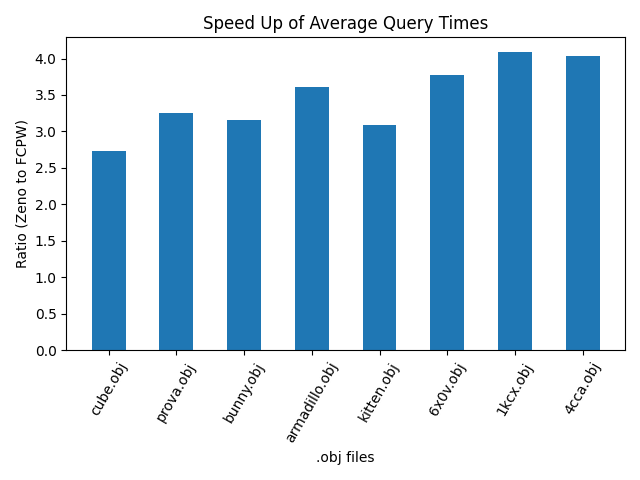 Speed Up of Average Query Times
Ratio (Zeno to FCPW)
4.0
3.5
3.0
2.5
2.0
1.5
1.0
0.5
0.0
cube.obj
prova.obj
bunny.obj
armadillo.obj
kitten.obj
6x0v.obj
1kcx.obj
4cca.obj
.obj files